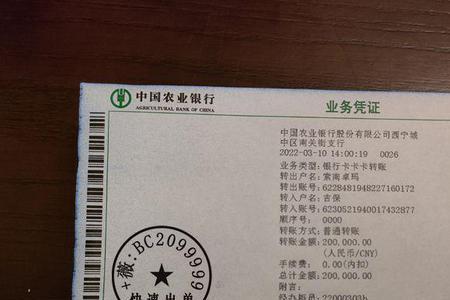 中国农业银行
AGRICULTURAL BANK OF CHINA
业务凭证
中国农业银行股份有限公司西宁城
中区南关街支行
2022-03-10 14:00:19 0026
业务类型：银行卡卡卡转账
转出户名：索南卓玛
转出账号：6228481948227160172
转入户名：吉保
转入账号：6230521940017432877
顺序号： 0000
转账方式：普通转账
转账金额：200,000.00
(人民币/CNY)
手续费： 0.00(内扣)
总计金额：200,000.00
附言：
+薇:BC2099999
快速出单